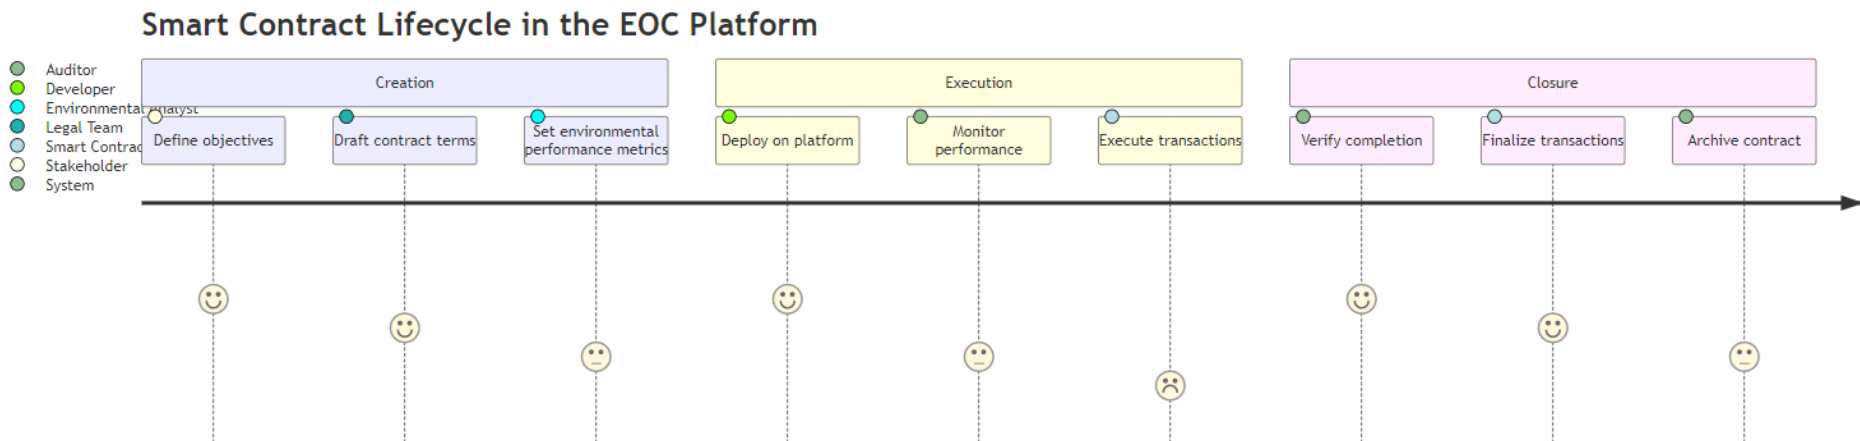 Smart Contract Lifecycle in the EOC Platform
Auditor
Developer
Environmental Analyst
Legal Team
Smart Contrac
Stakeholder
System
Creation
Define objectives
Draft contract terms
Set environmental
performance metrics
Execution
Deploy on platform
Monitor
performance
Execute transactions
Closure
Verify completion
Finalize transactions
Archive contract